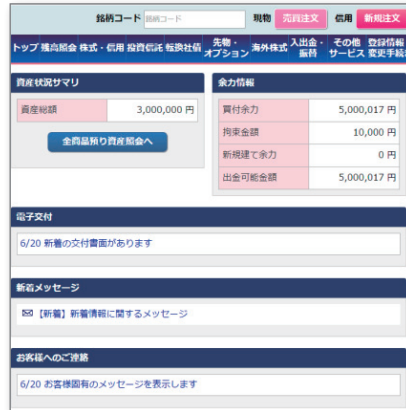 銘柄コード 銘柄コード 現物 売買注文 信用 新規注文
トップ 残高照会 株式・信用 投資信託 転換社債 先物・オプション 海外株式 入出金・振替 その他サービス 登録情報変更手続
資産状況サマリ
資産総額 3,000,000 円
全商品預り資産照会へ
余力情報
買付余力 5,000,017 円
拘束金額 10,000 円
新規建て余力 0 円
出金可能金額 5,000,017 円
電子交付
6/20 新着の交付書面があります
新着メッセージ
【新着】新着情報に関するメッセージ
お客様へのご連絡
6/20 お客様固有のメッセージを表示します